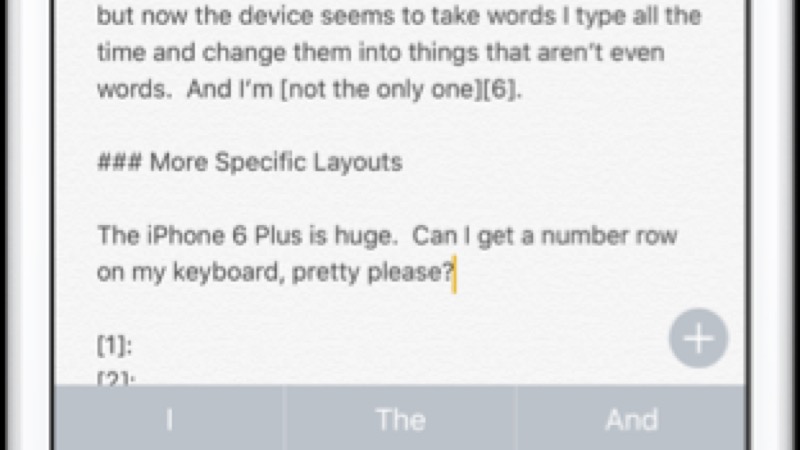 but now the device seems to take words I type all the
time and change them into things that aren't even
words.  And I'm [not the only one][6].
### More Specific Layouts
The iPhone 6 Plus is huge.  Can I get a number row
on my keyboard, pretty please?
[1]:
[2]:
I
The
And